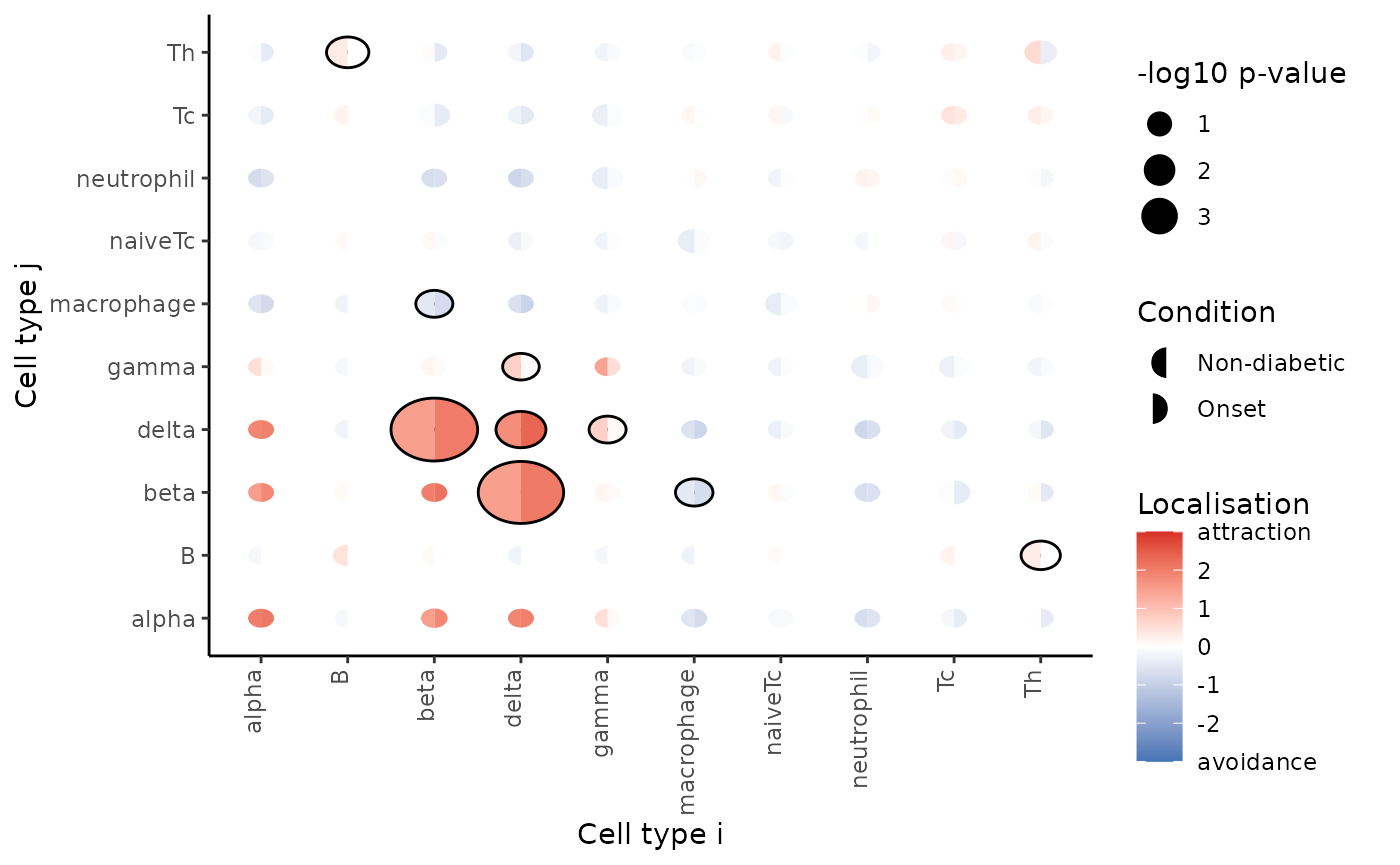 Cell type j
Th
Tc
neutrophil
naiveTc
macrophage
gamma
delta
beta
B
alpha
alpha
B
beta
delta
gamma
macrophage
naiveTc
neutrophil
Tc
Th
Cell type i
-log10 p-value
1
2
3
Condition
Non-diabetic
Onset
Localisation
attraction
2
1
0
-1
-2
avoidance